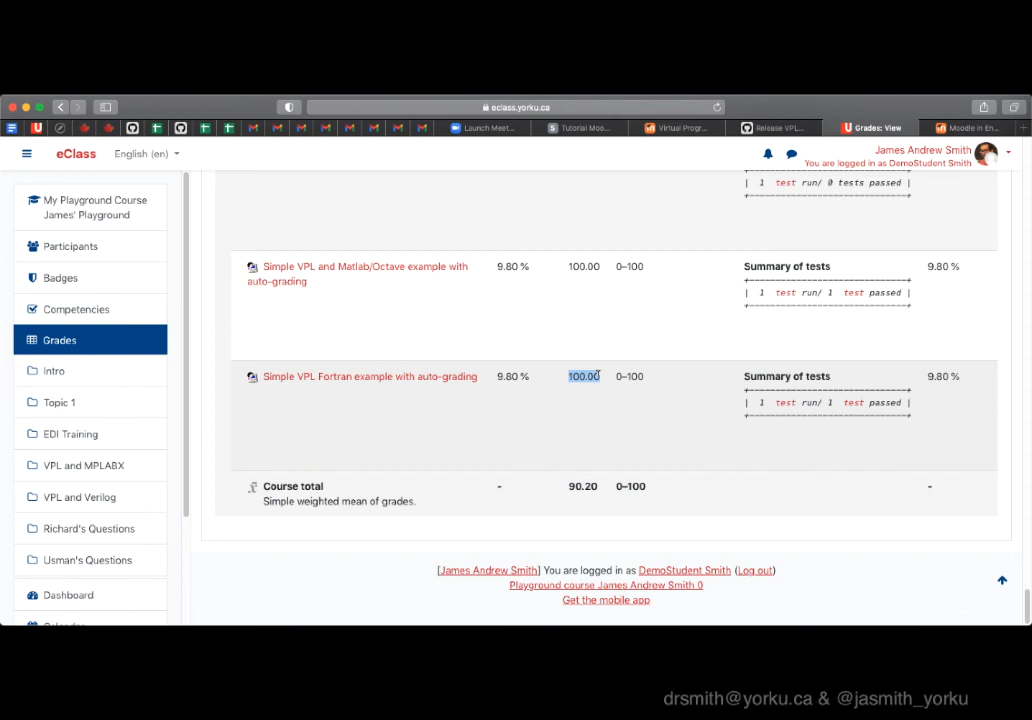 eclass.yorku.ca
Launch Meet...
Tutorial Moo...
Virtual Progr...
Release VPL...
Grades: View
Moodle in En...
eClass
English (en)
James Andrew Smith
You are logged in as DemoStudent Smith
My Playground Course
James' Playground
Participants
Badges
Competencies
Grades
Intro
Topic 1
EDI Training
VPL and MPLABX
VPL and Verilog
Richard's Questions
Usman's Questions
Dashboard
| 1 test run/ 0 tests passed |
+------------------------------+
Simple VPL and Matlab/Octave example with
auto-grading
9.80 %
100.00
0–100
Summary of tests
+------------------------------+
| 1 test run/ 1 test passed |
+------------------------------+
9.80 %
Simple VPL Fortran example with auto-grading
9.80 %
100.00
0–100
Summary of tests
+------------------------------+
| 1 test run/ 1 test passed |
+------------------------------+
9.80 %
Course total
Simple weighted mean of grades.
-
90.20
0–100
-
[James Andrew Smith] You are logged in as DemoStudent Smith (Log out)
Playground course James Andrew Smith 0
Get the mobile app
drsmith@yorku.ca & @jasmith_yorku